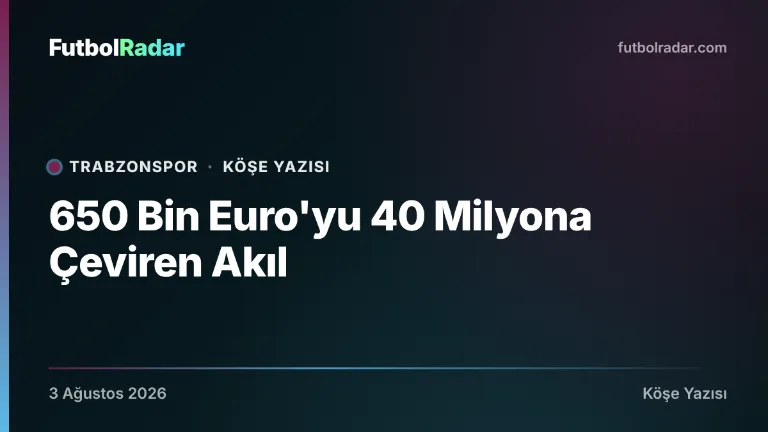 FutbolRadar
futbolradar.com
TRABZONSPOR · KÖŞE YAZISI
650 Bin Euro'yu 40 Milyona
Çeviren Akıl
3 Ağustos 2026
Köşe Yazısı